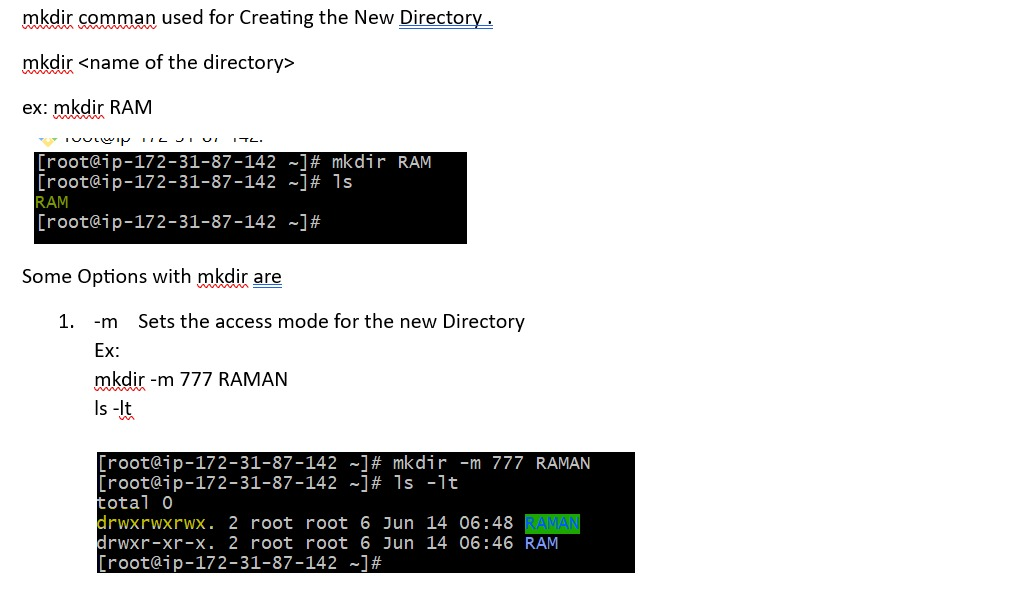 mkdir comman used for Creating the New Directory .
mkdir <name of the directory>
ex: mkdir RAM
[root@ip-172-31-87-142 ~]# mkdir RAM
[root@ip-172-31-87-142 ~]# ls
RAM
[root@ip-172-31-87-142 ~]#
Some Options with mkdir are
1. -m Sets the access mode for the new Directory
Ex:
mkdir -m 777 RAMAN
ls -lt
[root@ip-172-31-87-142 ~]# mkdir -m 777 RAMAN
[root@ip-172-31-87-142 ~]# ls -lt
total 0
drwxrwxrwx. 2 root root 6 Jun 14 06:48 RAMAN
drwxr-xr-x. 2 root root 6 Jun 14 06:46 RAM
[root@ip-172-31-87-142 ~]#